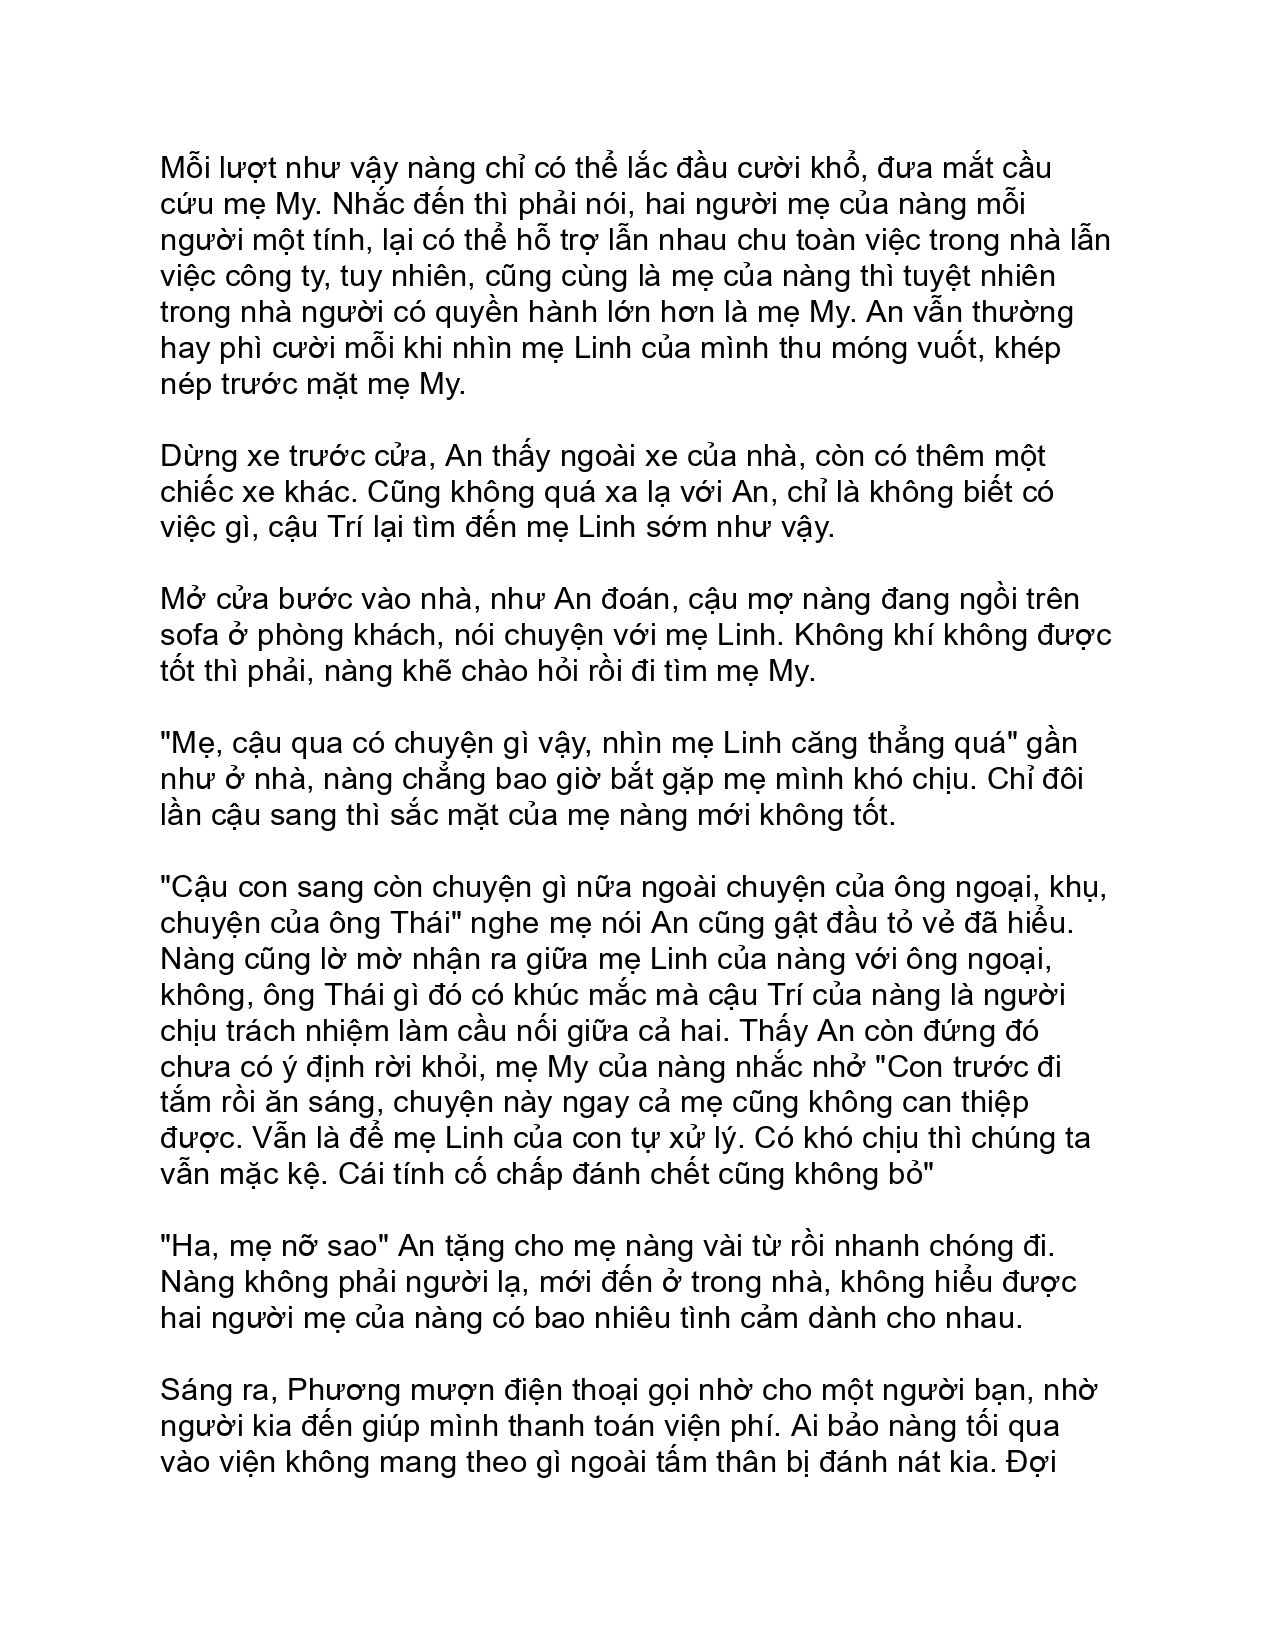 Mỗi lượt như vậy nàng chỉ có thể lắc đầu cười khổ, đưa mắt cầu
cứu mẹ My. Nhắc đến thì phải nói, hai người mẹ của nàng mỗi
người một tính, lại có thể hỗ trợ lẫn nhau chu toàn việc trong nhà lẫn
việc công ty, tuy nhiên, cũng cùng là mẹ của nàng thì tuyệt nhiên
trong nhà người có quyền hành lớn hơn là mẹ My. An vẫn thường
hay phì cười mỗi khi nhìn mẹ Linh của mình thu móng vuốt, khép
nép trước mặt mẹ My.
Dừng xe trước cửa, An thấy ngoài xe của nhà, còn có thêm một
chiếc xe khác. Cũng không quá xa lạ với An, chỉ là không biết có
việc gì, cậu Trí lại tìm đến mẹ Linh sớm như vậy.
Mở cửa bước vào nhà, như An đoán, cậu mợ nàng đang ngồi trên
sofa ở phòng khách, nói chuyện với mẹ Linh. Không khí không được
tốt thì phải, nàng khẽ chào hỏi rồi đi tìm mẹ My.
"Mẹ, cậu qua có chuyện gì vậy, nhìn mẹ Linh căng thẳng quá" gần
như ở nhà, nàng chẳng bao giờ bắt gặp mẹ mình khó chịu. Chỉ đôi
lần cậu sang thì sắc mặt của mẹ nàng mới không tốt.
"Cậu con sang còn chuyện gì nữa ngoài chuyện của ông ngoại, khụ,
chuyện của ông Thái" nghe mẹ nói An cũng gật đầu tỏ vẻ đã hiểu.
Nàng cũng lờ mờ nhận ra giữa mẹ Linh của nàng với ông ngoại,
không, ông Thái gì đó có khúc mắc mà cậu Trí của nàng là người
chịu trách nhiệm làm cầu nối giữa cả hai. Thấy An còn đứng đó
chưa có ý định rời khỏi, mẹ My của nàng nhắc nhở "Con trước đi
tắm rồi ăn sáng, chuyện này ngay cả mẹ cũng không can thiệp
được. Vẫn là để mẹ Linh của con tự xử lý. Có khó chịu thì chúng ta
vẫn mặc kệ. Cái tính cố chấp đánh chết cũng không bỏ"
"Ha, mẹ nỡ sao" An tặng cho mẹ nàng vài từ rồi nhanh chóng đi.
Nàng không phải người lạ, mới đến ở trong nhà, không hiểu được
hai người mẹ của nàng có bao nhiêu tình cảm dành cho nhau.
Sáng ra, Phương mượn điện thoại gọi nhờ cho một người bạn, nhờ
người kia đến giúp mình thanh toán viện phí. Ai bảo nàng tối qua
vào viện không mang theo gì ngoài tấm thân bị đánh nát kia. Đợi